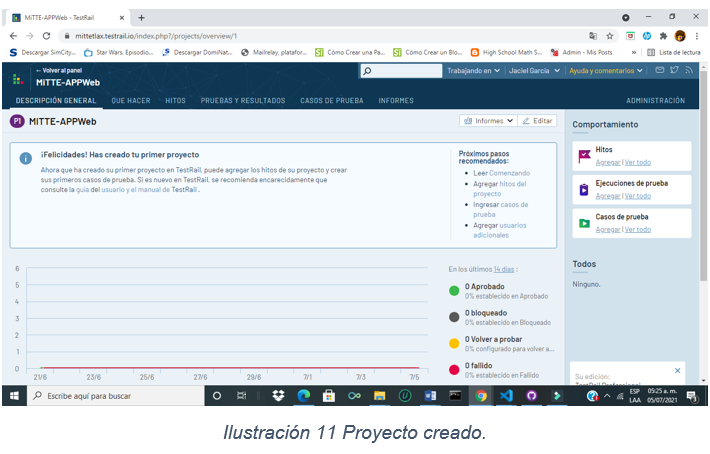 MiTTE-APPWeb - TestRail
mittetlax.testrail.io/index.php?/projects/overview/1
Descargar SimCity... Star Wars. Episodio... Descargar DomiNat... Mailrelay, platafor... Cómo Crear una Pa... Cómo Crear un Blo... High School Math S... Admin - Mis Posts » Lista de lectura
← Volver al panel
MiTTE-APPWeb
Trabajando en Jaciel García Ayuda y comentarios
DESCRIPCIÓN GENERAL QUE HACER HITOS PRUEBAS Y RESULTADOS CASOS DE PRUEBA INFORMES ADMINISTRACIÓN
P1 MiTTE-APPWeb
Informes Editar
¡Felicidades! Has creado tu primer proyecto
Ahora que ha creado su primer proyecto en TestRail, puede agregar los hitos de su proyecto y crear
sus primeros casos de prueba. Si es nuevo en TestRail, se recomienda encarecidamente que
consulte la guía del usuario y el manual de TestRail .
Próximos pasos
recomendados:
Leer Comenzando
Agregar hitos del
proyecto
Ingresar casos de
prueba
Agregar usuarios
adicionales
6
5
4
3
2
1
0
21/6 23/6 25/6 27/6 29/6 7/1 7/3 7/5
En los últimos 14 días :
0 Aprobado
0% establecido en Aprobado
0 bloqueado
0% establecido en Bloqueado
0 Volver a probar
0% configurado para volver a...
0 fallido
0% establecido en Fallido
Comportamiento
Hitos
Agregar | Ver todo
Ejecuciones de prueba
Agregar | Ver todo
Casos de prueba
Agregar | Ver todo
Todos
Ninguno.
Su edición:
TestRail Professional
Escribe aquí para buscar
ESP
LAA
05:25 a. m.
05/07/2021
Ilustración 11 Proyecto creado.